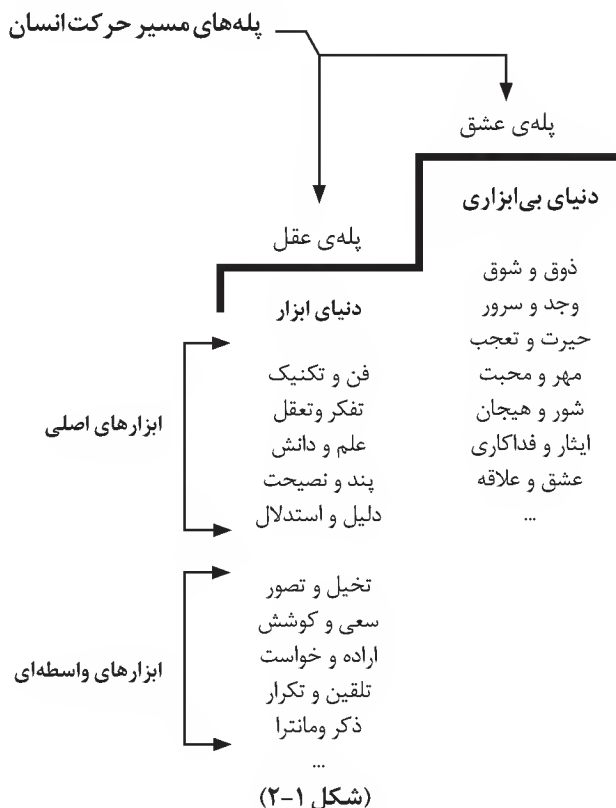 پله‌های مسیر حرکت انسان
پله‌ی عشق
دنیای بی‌ابزاری
ذوق و شوق
وجد و سرور
حیرت و تعجب
مهر و محبت
شور و هیجان
ایثار و فداکاری
عشق و علاقه
...
پله‌ی عقل
دنیای ابزار
ابزارهای اصلی
فن و تکنیک
تفکر وتعقل
علم و دانش
پند و نصیحت
دلیل و استدلال
ابزارهای واسطه‌ای
تخیل و تصور
سعی و کوشش
اراده و خواست
تلقین و تکرار
ذکر ومانترا
...
(شکل ۱-۲)